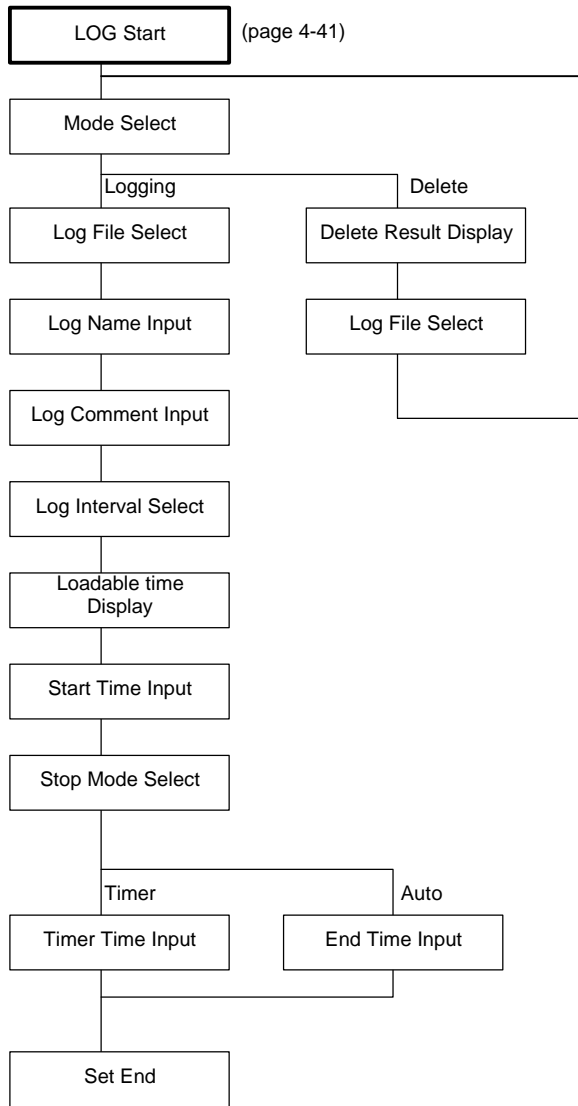 LOG Start
(page 4-41)
Mode Select
Logging
Delete
Log File Select
Delete Result Display
Log Name Input
Log File Select
Log Comment Input
Log Interval Select
Loadable time
Display
Start Time Input
Stop Mode Select
Timer
Auto
Timer Time Input
End Time Input
Set End